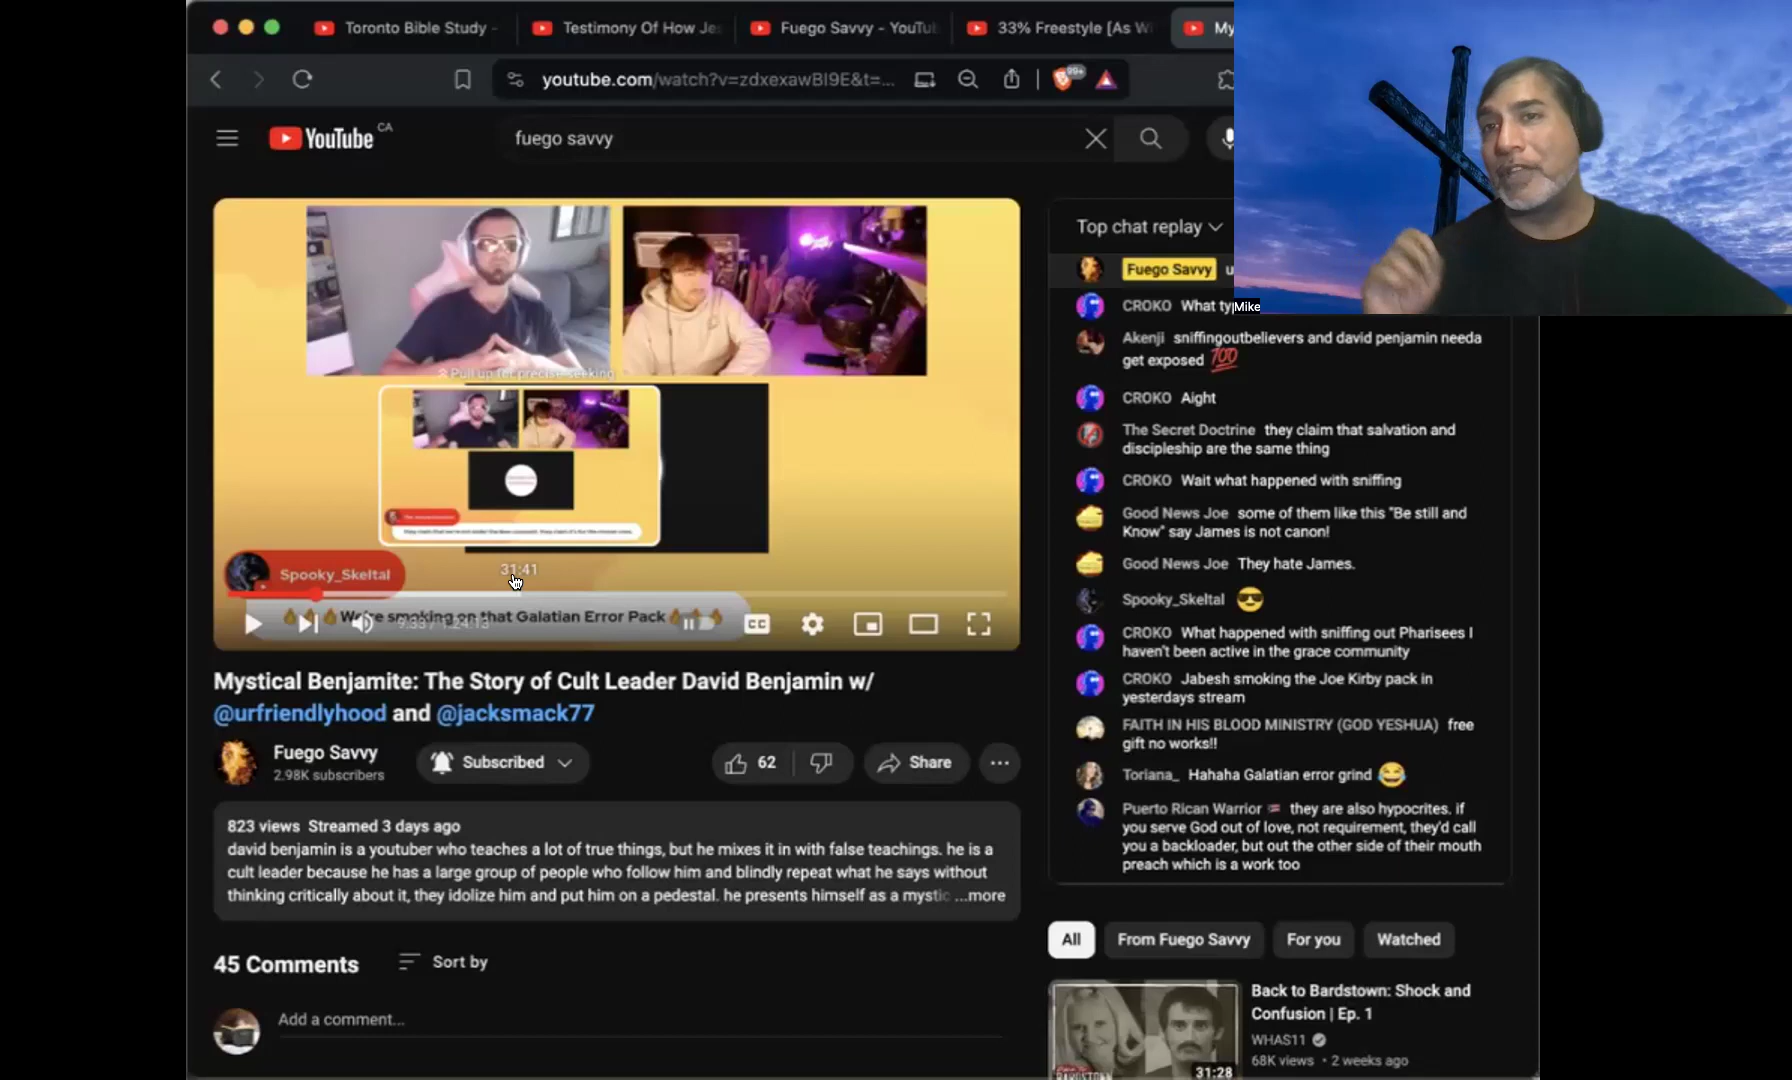 Toronto Bible Study -
Testimony Of How Je
Fuego Savvy - YouTu
33% Freestyle [As W
My
youtube.com/watch?v=zdxexawBI9E&t=...
99+
YouTube CA
fuego savvy
Mike
Top chat replay
Fuego Savvy u
CROKO What ty
Akenji sniffingoutbelievers and david penjamin needa
get exposed 💯
CROKO Aight
The Secret Doctrine they claim that salvation and
discipleship are the same thing
CROKO Wait what happened with sniffing
Good News Joe some of them like this "Be still and
Know" say James is not canon!
Good News Joe They hate James.
Spooky_Skeltal 😎
CROKO What happened with sniffing out Pharisees I
haven't been active in the grace community
CROKO Jabesh smoking the Joe Kirby pack in
yesterdays stream
FAITH IN HIS BLOOD MINISTRY (GOD YESHUA) free
gift no works!!
Toriana_ Hahaha Galatian error grind 😂
Puerto Rican Warrior 🇵🇷 they are also hypocrites. if
you serve God out of love, not requirement, they'd call
you a backloader, but out the other side of their mouth
preach which is a work too
Pull up for precise seeking
31:41
Spooky_Skeltal
🔥🔥🔥We're smoking on that Galatian Error Pack🔥🔥🔥
9:33 / 1:24:13
CC
Mystical Benjamite: The Story of Cult Leader David Benjamin w/
@urfriendlyhood and @jacksmack77
Fuego Savvy
2.98K subscribers
Subscribed
62
Share
823 views Streamed 3 days ago
david benjamin is a youtuber who teaches a lot of true things, but he mixes it in with false teachings. he is a
cult leader because he has a large group of people who follow him and blindly repeat what he says without
thinking critically about it, they idolize him and put him on a pedestal. he presents himself as a mystic ...more
45 Comments
Sort by
Add a comment...
All
From Fuego Savvy
For you
Watched
Back to Bardstown: Shock and
Confusion | Ep. 1
WHAS11
68K views • 2 weeks ago
31:28